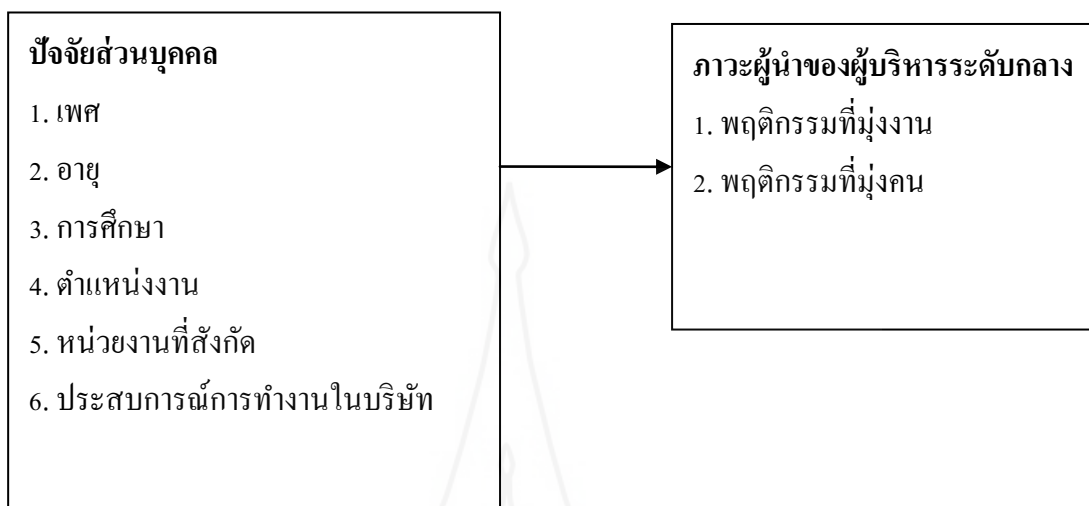 ปัจจัยส่วนบุคคล
1. เพศ
2. อายุ
3. การศึกษา
4. ตำแหน่งงาน
5. หน่วยงานที่สังกัด
6. ประสบการณ์การทำงานในบริษัท
ภาวะผู้นำของผู้บริหารระดับกลาง
1. พฤติกรรมที่มุ่งงาน
2. พฤติกรรมที่มุ่งคน